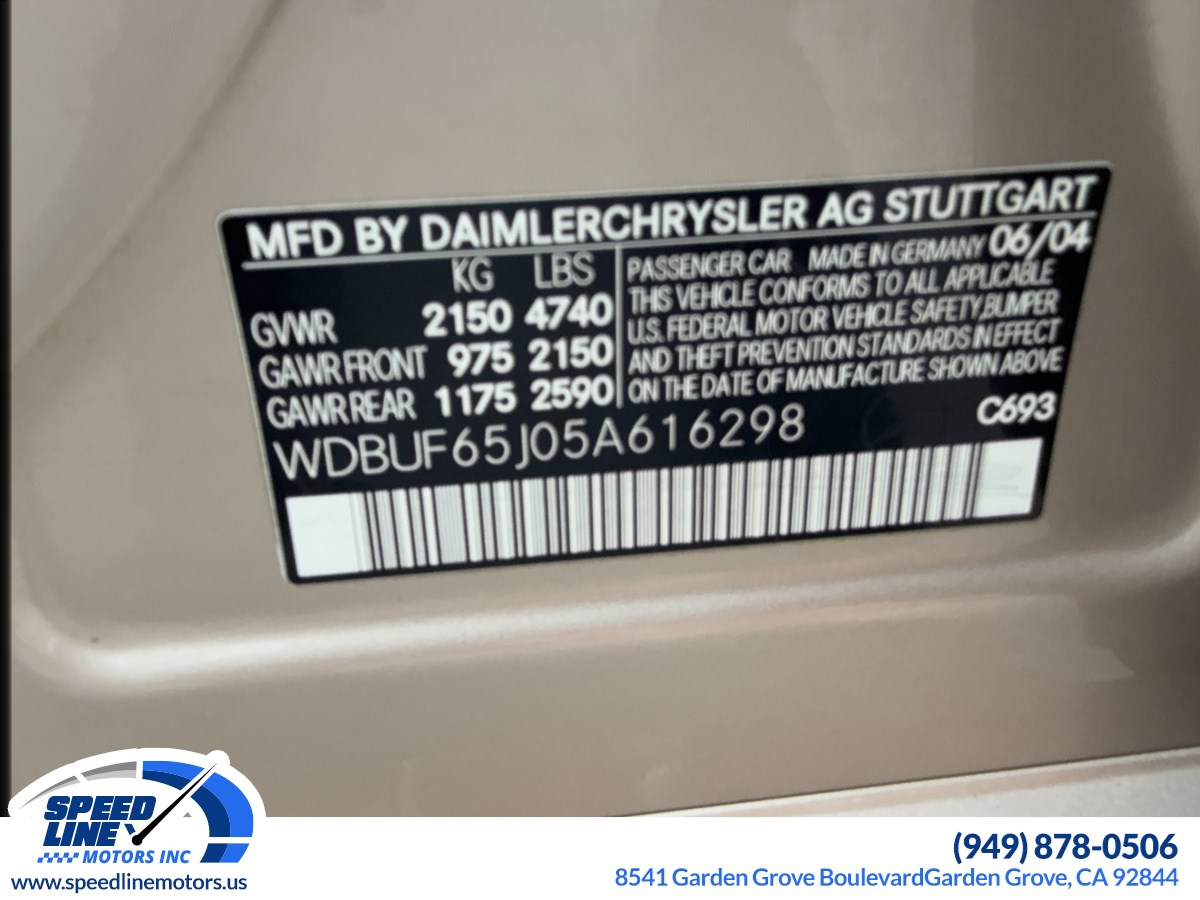 MFD BY DAIMLERCHRYSLER AG STUTTGART
KG LBS
GVWR 2150 4740
GAWR FRONT 975 2150
GAWR REAR 1175 2590
PASSENGER CAR MADE IN GERMANY 06/04
THIS VEHICLE CONFORMS TO ALL APPLICABLE
U.S. FEDERAL MOTOR VEHICLE SAFETY,BUMPER
AND THEFT PREVENTION STANDARDS IN EFFECT
ON THE DATE OF MANUFACTURE SHOWN ABOVE
C693
WDBUF65J05A616298
SPEED
LINE
MOTORS INC
www.speedlinemotors.us
(949) 878-0506
8541 Garden Grove BoulevardGarden Grove, CA 92844